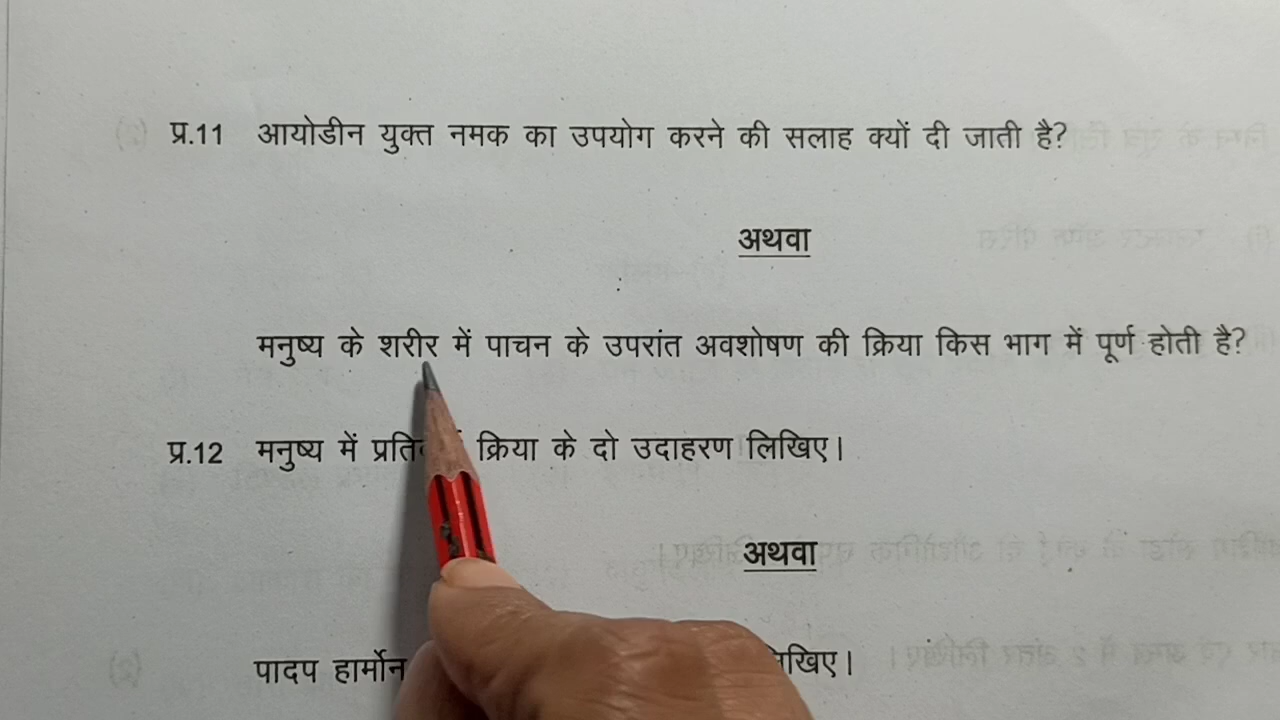 प्र.11 आयोडीन युक्त नमक का उपयोग करने की सलाह क्यों दी जाती है?
अथवा
मनुष्य के शरीर में पाचन के उपरांत अवशोषण की क्रिया किस भाग में पूर्ण होती है?
प्र.12 मनुष्य में क्रिया के दो उदाहरण लिखिए।
अथवा
पादप हार्मोन